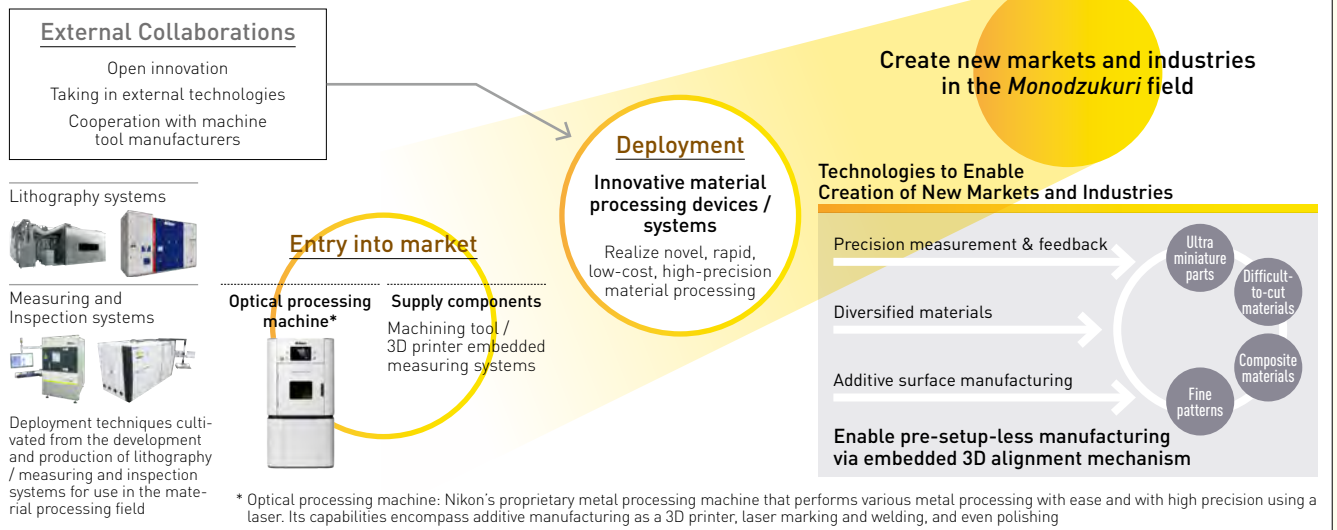 External Collaborations
Open innovation
Taking in external technologies
Cooperation with machine
tool manufacturers
Lithography systems
Measuring and
Inspection systems
Deployment techniques culti-
vated from the development
and production of lithography
/ measuring and inspection
systems for use in the mate-
rial processing field
Entry into market
Optical processing
machine*
Supply components
Machining tool /
3D printer embedded
measuring systems
Deployment
Innovative material
processing devices /
systems
Realize novel, rapid,
low-cost, high-precision
material processing
Create new markets and industries
in the Monodzukuri field
Technologies to Enable
Creation of New Markets and Industries
Precision measurement & feedback
Diversified materials
Additive surface manufacturing
Ultra
miniature
parts
Difficult-
to-cut
materials
Composite
materials
Fine
patterns
Enable pre-setup-less manufacturing
via embedded 3D alignment mechanism
* Optical processing machine: Nikon's proprietary metal processing machine that performs various metal processing with ease and with high precision using a
laser. Its capabilities encompass additive manufacturing as a 3D printer, laser marking and welding, and even polishing